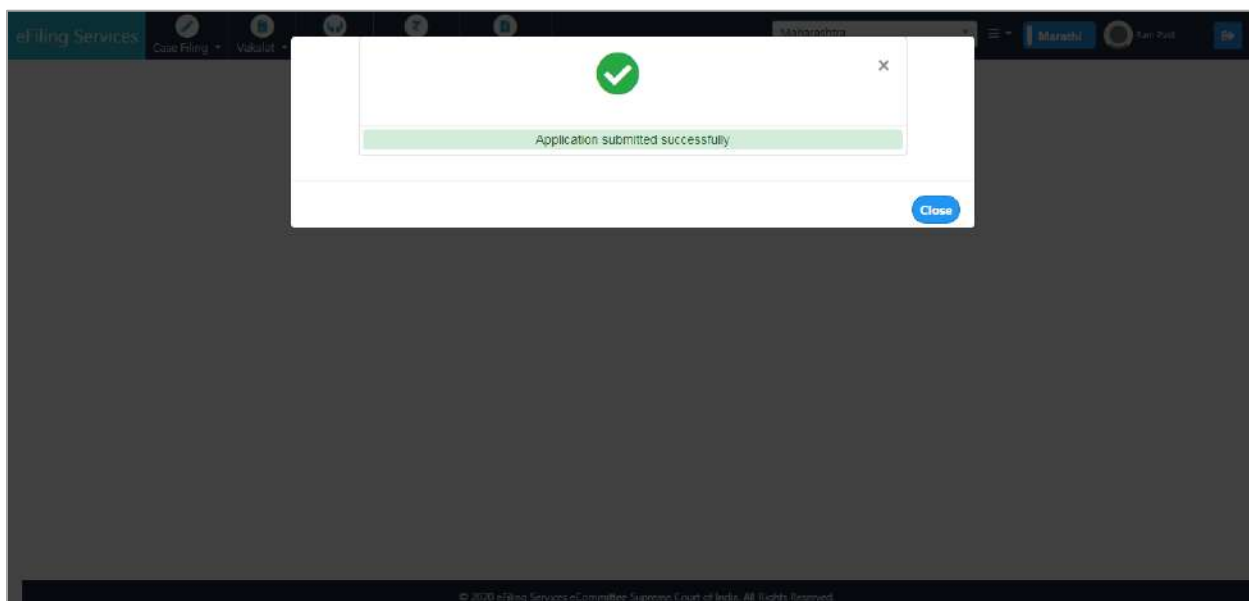 eFiling Services
Case Filing
Vakalat
Maharashtra
Marathi
Application submitted successfully
Close
© 2020 eFiling Services eCommittee Supreme Court of India. All Rights Reserved.